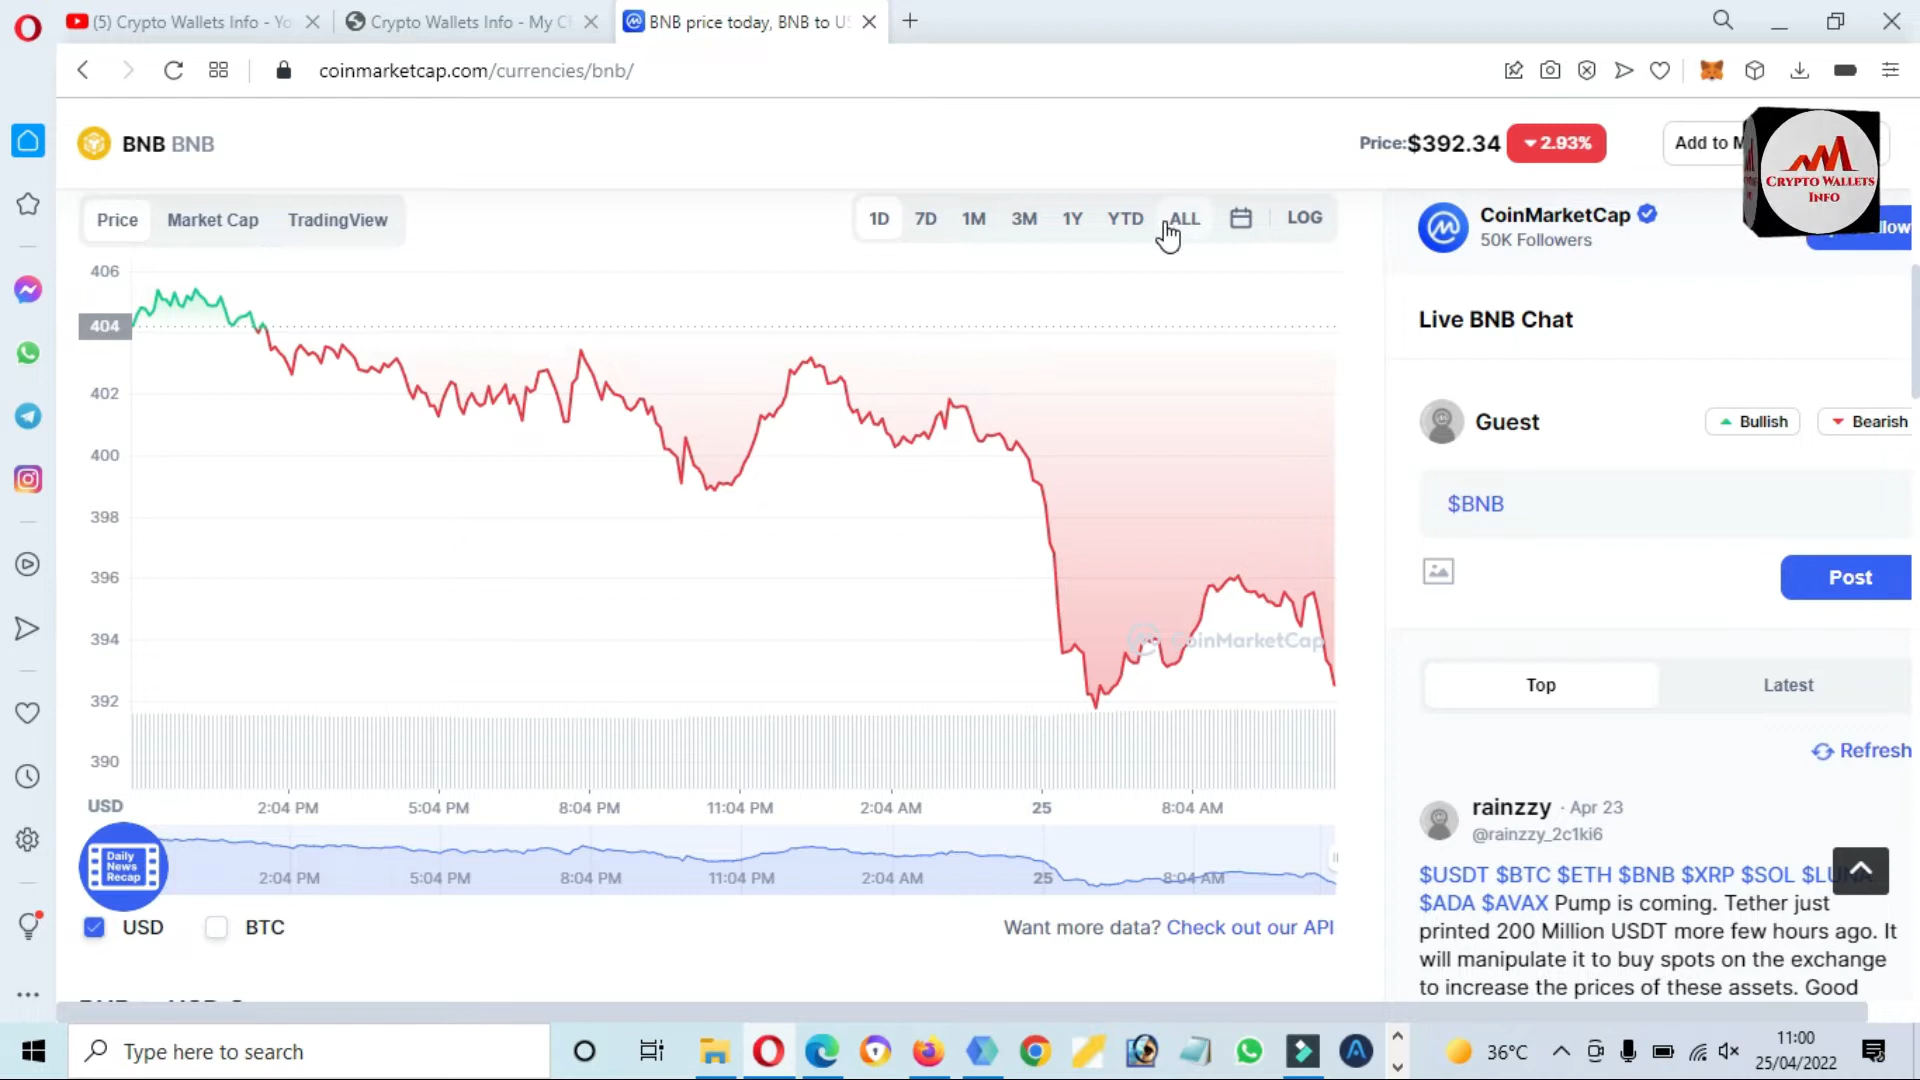 (5) Crypto Wallets Info - Yo
Crypto Wallets Info - My C
BNB price today, BNB to US
coinmarketcap.com/currencies/bnb/
BNB BNB
Price:$392.34
2.93%
Add to M
CRYPTO WALLETS
INFO
Price
Market Cap
TradingView
1D
7D
1M
3M
1Y
YTD
ALL
LOG
CoinMarketCap
50K Followers
Live BNB Chat
Guest
Bullish
Bearish
$BNB
Post
Top
Latest
Refresh
rainzzy · Apr 23
@rainzzy_2c1ki6
$USDT $BTC $ETH $BNB $XRP $SOL $LUNA
$ADA $AVAX Pump is coming. Tether just
printed 200 Million USDT more few hours ago. It
will manipulate it to buy spots on the exchange
to increase the prices of these assets. Good
406
404
402
400
398
396
394
392
390
CoinMarketCap
USD
2:04 PM
5:04 PM
8:04 PM
11:04 PM
2:04 AM
25
8:04 AM
Daily
News
Recap
2:04 PM
5:04 PM
8:04 PM
11:04 PM
2:04 AM
25
8:04 AM
USD
BTC
Want more data? Check out our API
Type here to search
36°C
11:00
25/04/2022